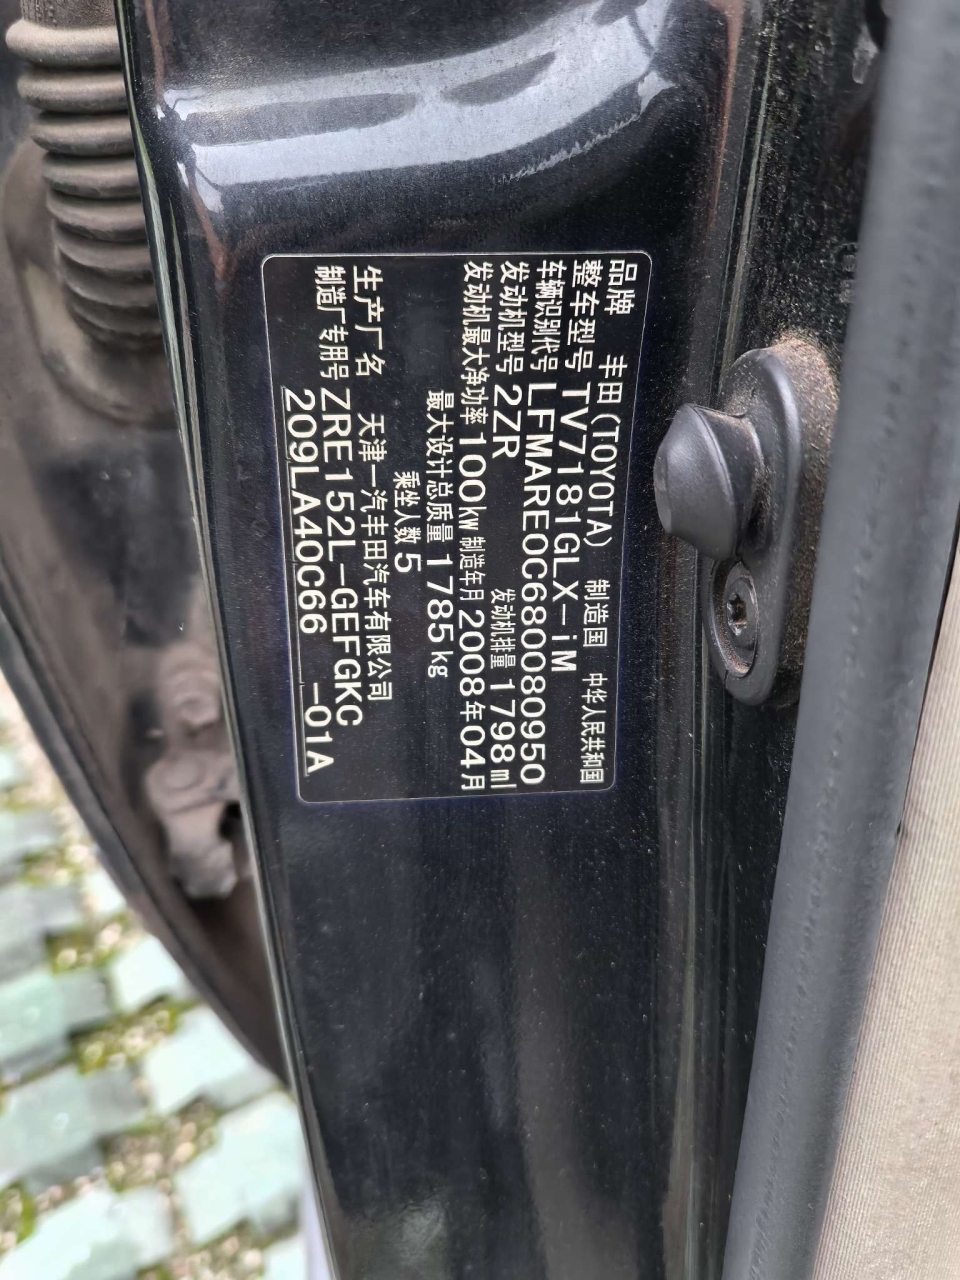 品牌 丰田(TOYOTA) 制造国 中华人民共和国
整车型号 TV7181GLX-iM
车辆识别代号 LFMARE0C680080950
发动机型号 2ZR 发动机排量 1798ml
发动机最大净功率 100kw 制造年月 2008年04月
最大设计总质量 1785kg
乘坐人数 5
生产厂名 天津一汽丰田汽车有限公司
制造厂专用号 ZRE152L-GEFGKC
209LA40C66 -01A